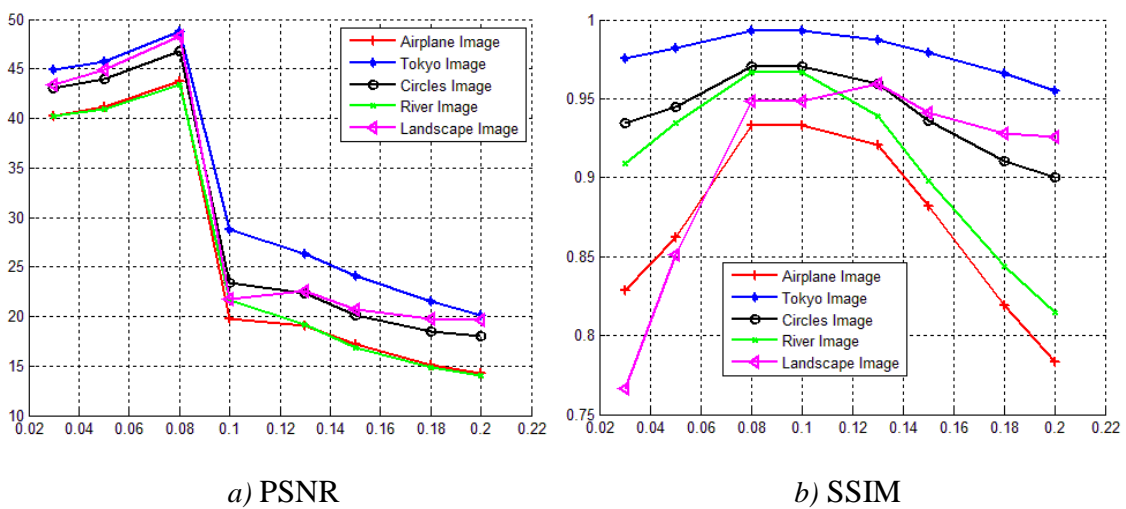 50
45
40
35
30
25
20
15
10
0.02 0.04 0.06 0.08 0.1 0.12 0.14 0.16 0.18 0.2 0.22
Airplane Image
Tokyo Image
Circles Image
River Image
Landscape Image
a) PSNR
1
0.95
0.9
0.85
0.8
0.75
0.02 0.04 0.06 0.08 0.1 0.12 0.14 0.16 0.18 0.2 0.22
Airplane Image
Tokyo Image
Circles Image
River Image
Landscape Image
b) SSIM